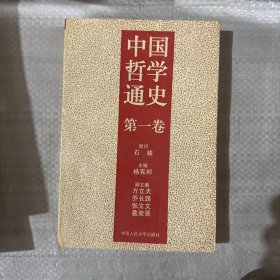 中国
哲学
通史
第一卷
顾问
石峻
主编
杨宪邦
副主编
方立天
乔长路
张立文
葛荣晋
中国人民大学出版社